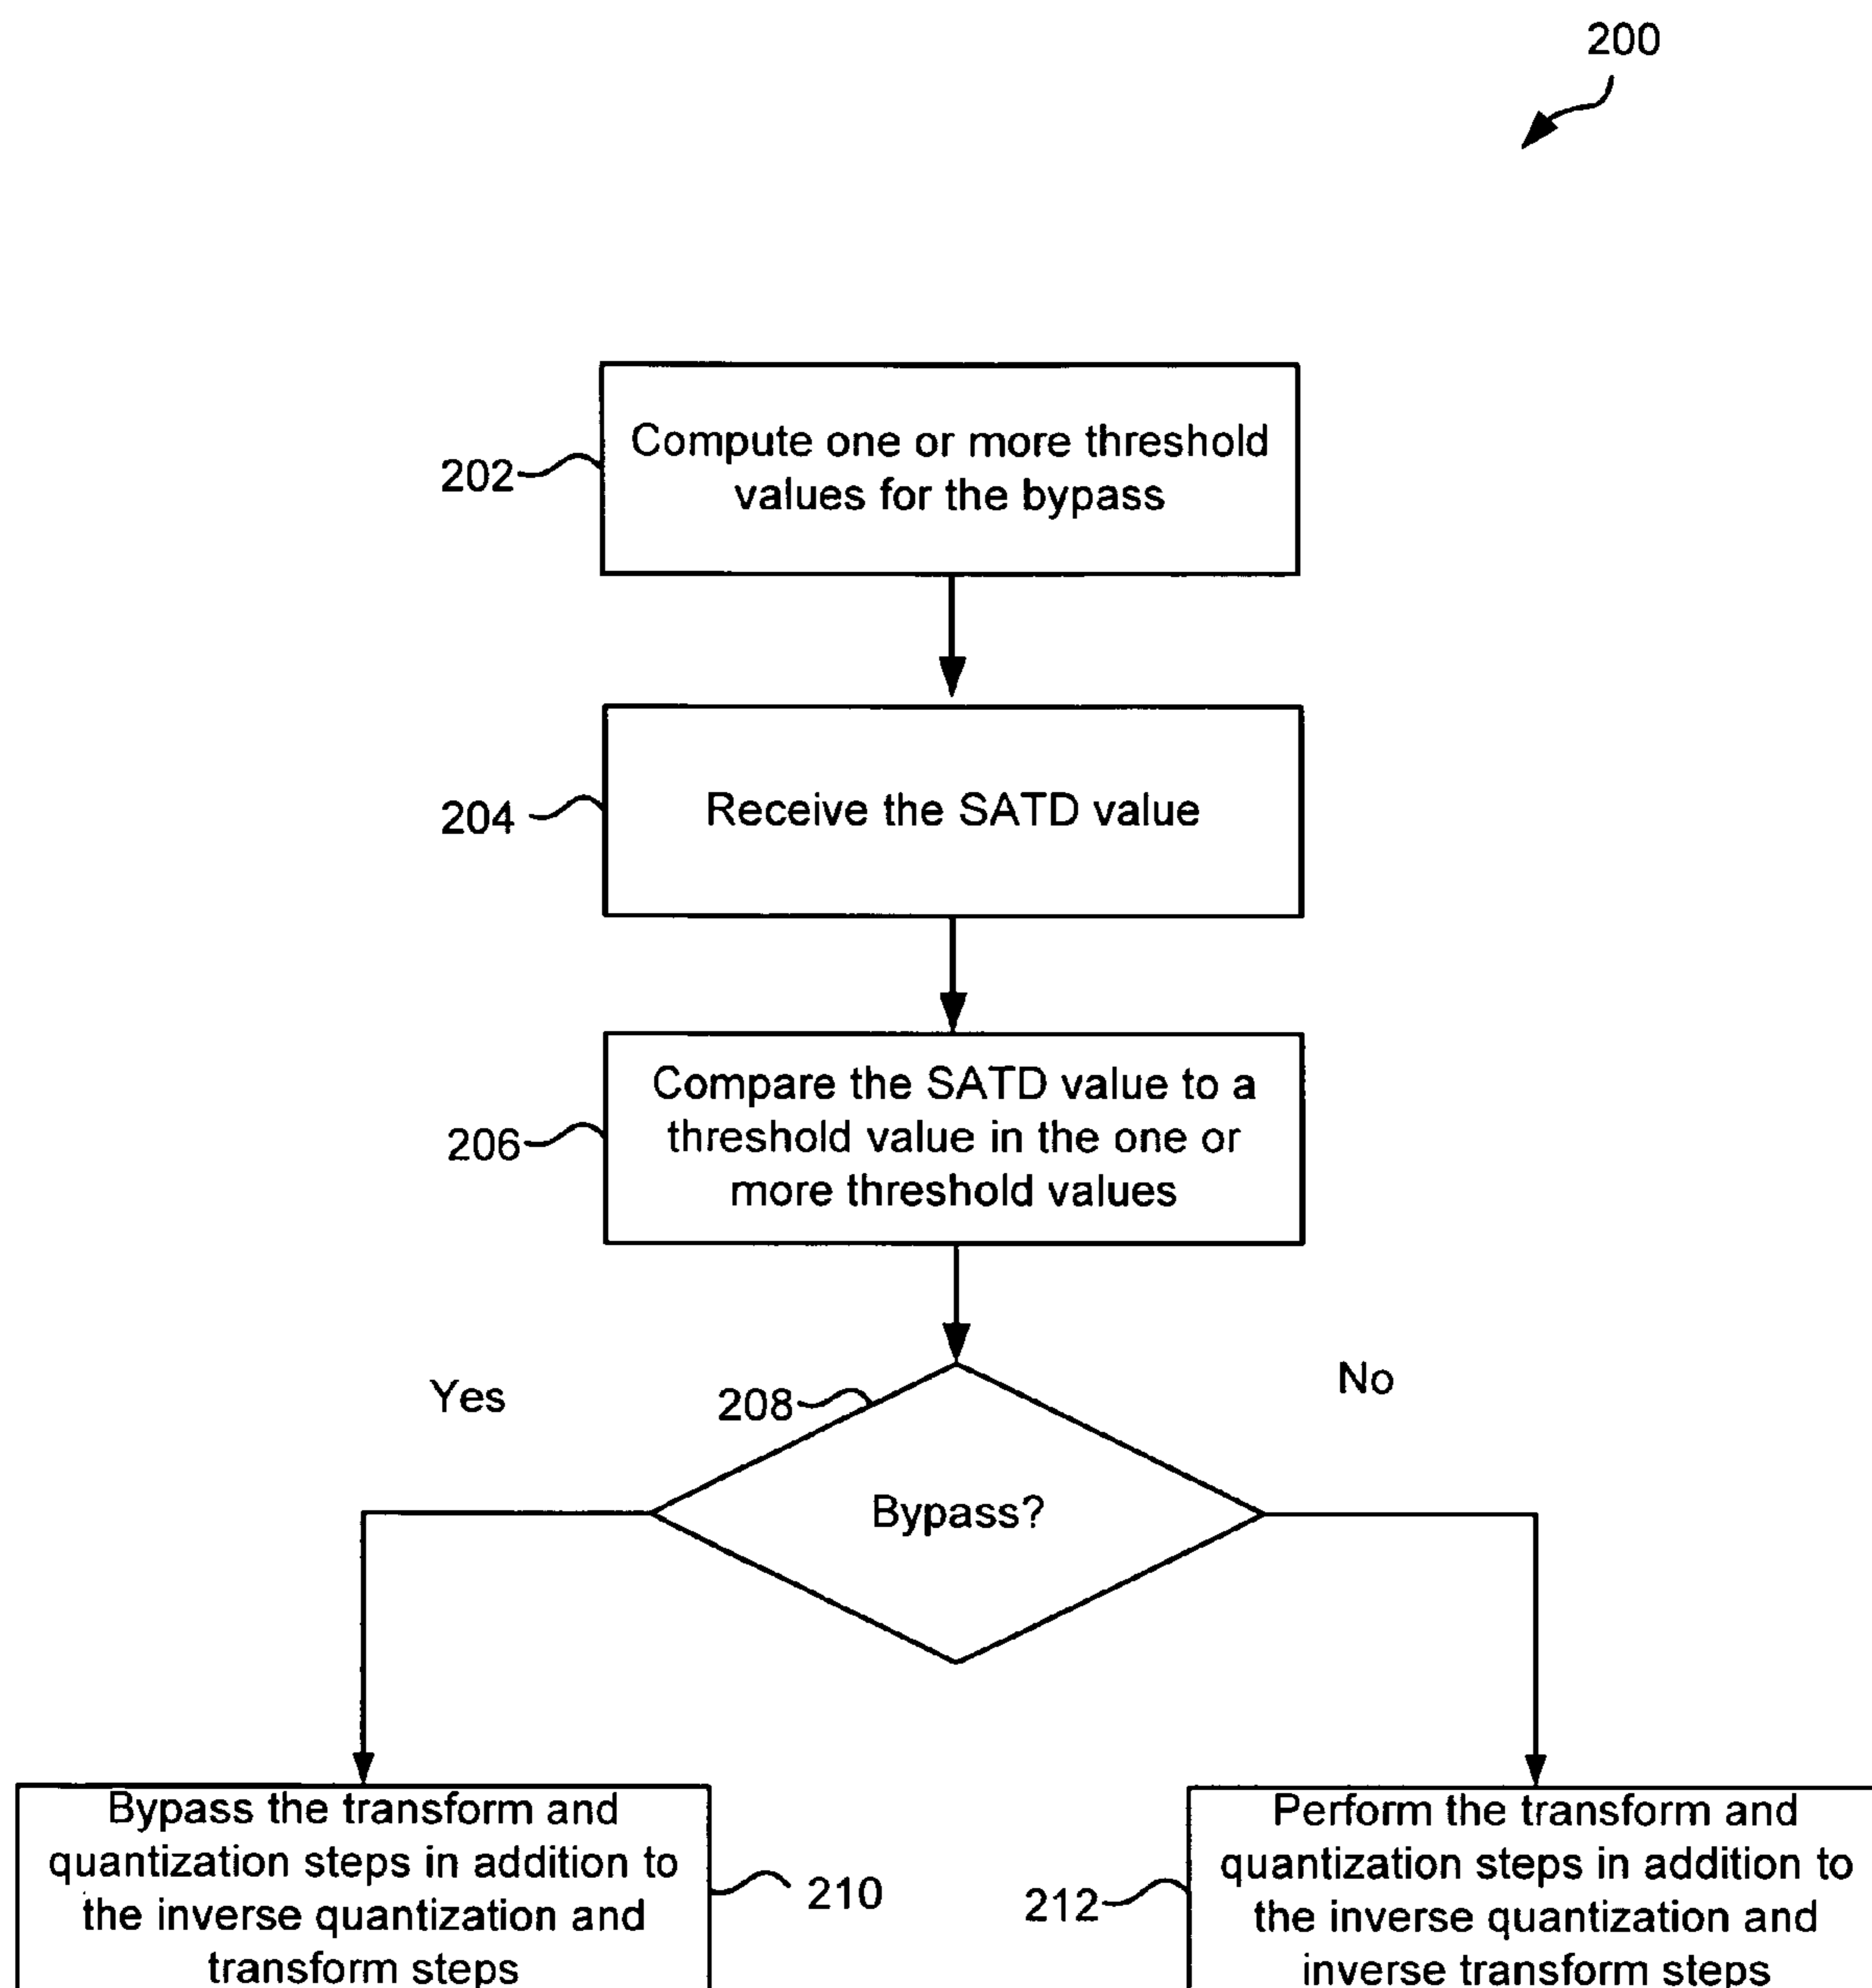 200
Compute one or more threshold
values for the bypass
202
Receive the SATD value
204
Compare the SATD value to a
threshold value in the one or
more threshold values
206
Yes
No
208
Bypass?
Bypass the transform and
quantization steps in addition to
the inverse quantization and
transform steps
210
212
Perform the transform and
quantization steps in addition to
the inverse quantization and
inverse transform steps